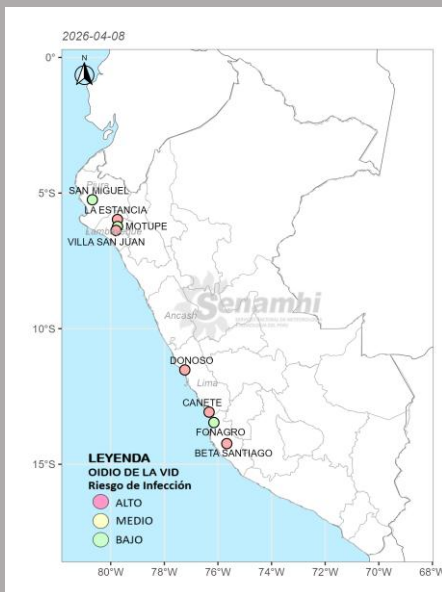 2026-04-08
N
0°
SAN MIGUEL
Piura
5°S
LA ESTANCIA
MOTUPE
VILLA SAN JUAN
Senamhi
Ancash
10°S
DONOSO
Lima
CAÑETE
FONAGRO
BETA SANTIAGO
LEYENDA
OIDIO DE LA VID
Riesgo de Infección
ALTO
MEDIO
BAJO
15°S
80°W 78°W 76°W 74°W 72°W 70°W 68°W